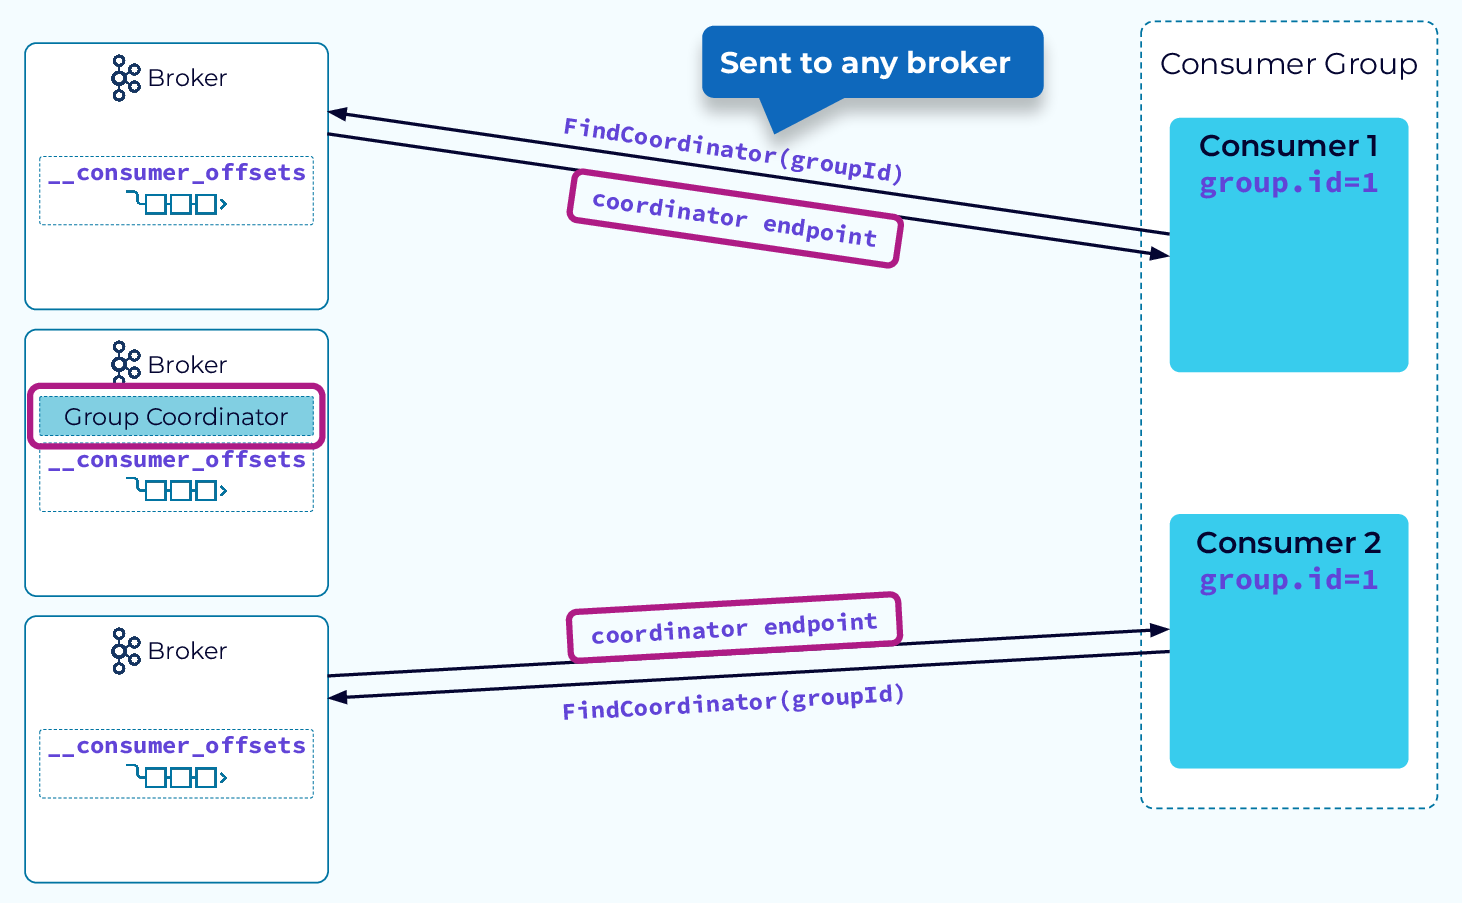 Sent to any broker
Consumer Group
Broker
__consumer_offsets
FindCoordinator(groupId)
coordinator endpoint
Consumer 1
group.id=1
Broker
Group Coordinator
__consumer_offsets
Consumer 2
group.id=1
coordinator endpoint
FindCoordinator(groupId)
Broker
__consumer_offsets